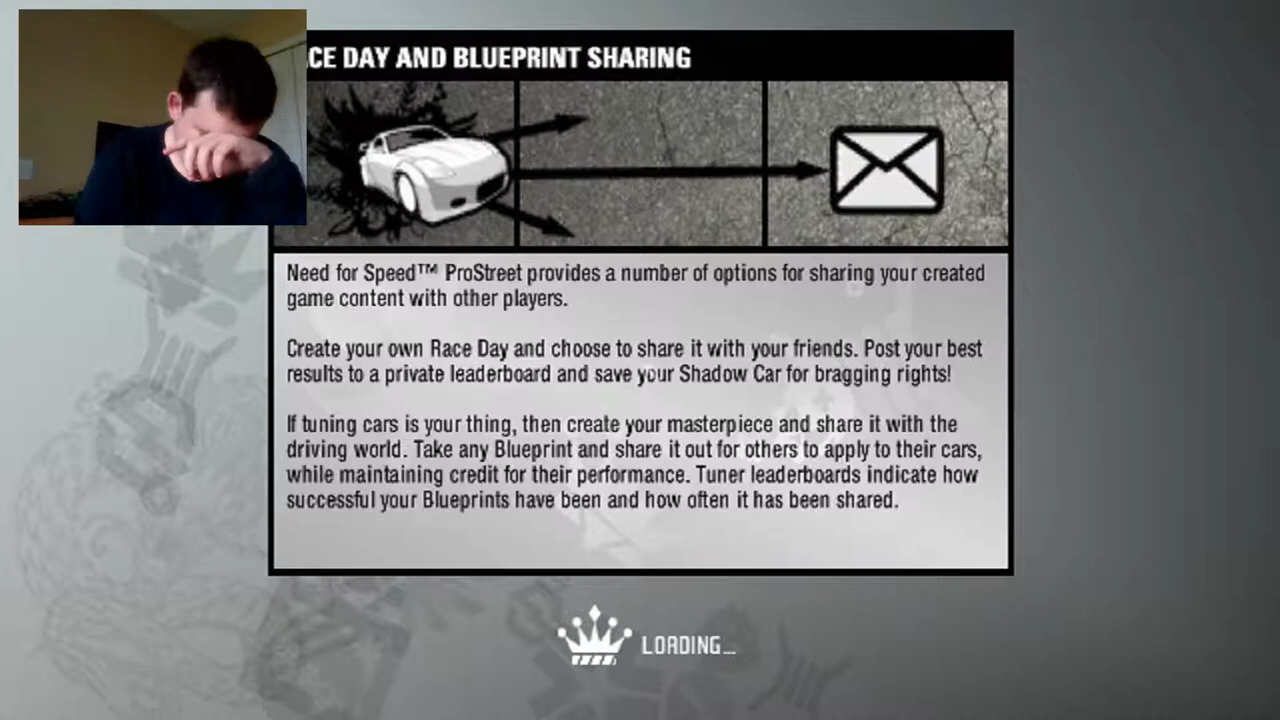 CE DAY AND BLUEPRINT SHARING
Need for Speed™ ProStreet provides a number of options for sharing your created
game content with other players.
Create your own Race Day and choose to share it with your friends. Post your best
results to a private leaderboard and save your Shadow Car for bragging rights!
If tuning cars is your thing, then create your masterpiece and share it with the
driving world. Take any Blueprint and share it out for others to apply to their cars,
while maintaining credit for their performance. Tuner leaderboards indicate how
successful your Blueprints have been and how often it has been shared.
LOADING...